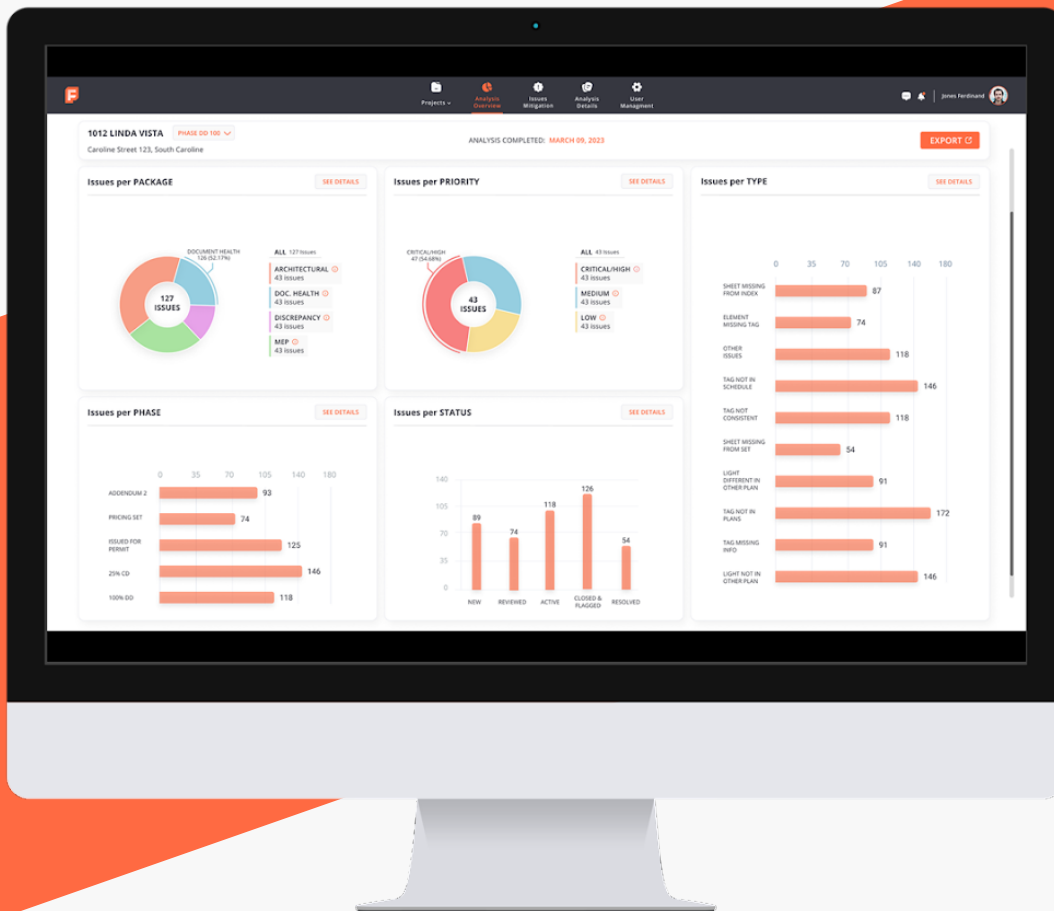 Projects
Analysis
Overview
Issues
Mitigation
Analysis
Details
User
Managment
Jones Ferdinand
1012 LINDA VISTA
PHASE DD 100
Caroline Street 123, South Caroline
ANALYSIS COMPLETED: MARCH 09, 2023
EXPORT
Issues per PACKAGE
SEE DETAILS
DOCUMENT HEALTH
126 (52.17%)
127
ISSUES
ALL 127 Issues
ARCHITECTURAL
43 issues
DOC. HEALTH
43 issues
DISCREPANCY
43 issues
MEP
43 issues
Issues per PRIORITY
SEE DETAILS
CRITICAL/HIGH
47 (54.68%)
43
ISSUES
ALL 43 Issues
CRITICAL/HIGH
43 issues
MEDIUM
43 issues
LOW
43 issues
Issues per TYPE
SEE DETAILS
0 35 70 105 140 180
SHEET MISSING
FROM INDEX
87
ELEMENT
MISSING TAG
74
OTHER
ISSUES
118
TAG NOT IN
SCHEDULE
146
TAG NOT
CONSISTENT
118
SHEET MISSING
FROM SET
54
LIGHT
DIFFERENT IN
OTHER PLAN
91
TAG NOT IN
PLANS
172
TAG MISSING
INFO
91
LIGHT NOT IN
OTHER PLAN
146
Issues per PHASE
SEE DETAILS
0 35 70 105 140 180
ADDENDUM 2
93
PRICING SET
74
ISSUED FOR
PERMIT
125
25% CD
146
100% DD
118
Issues per STATUS
SEE DETAILS
140
105
70
35
0
89
74
118
126
54
NEW
REVIEWED
ACTIVE
CLOSED &
FLAGGED
RESOLVED